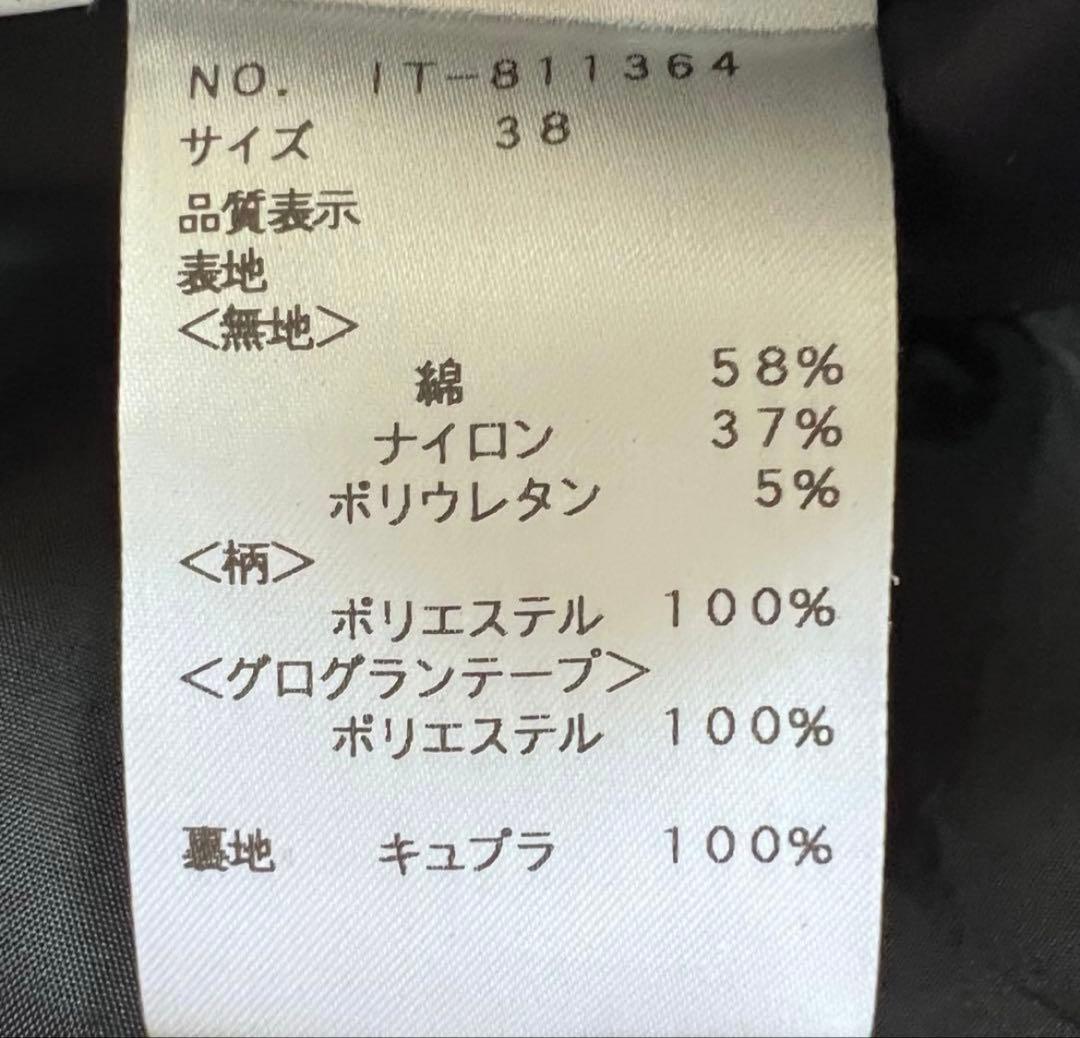 NO. IT-811364
サイズ 38
品質表示
表地
<無地>
綿 58%
ナイロン 37%
ポリウレタン 5%
<柄>
ポリエステル 100%
<グログランテープ>
ポリエステル 100%
裏地 キュプラ 100%